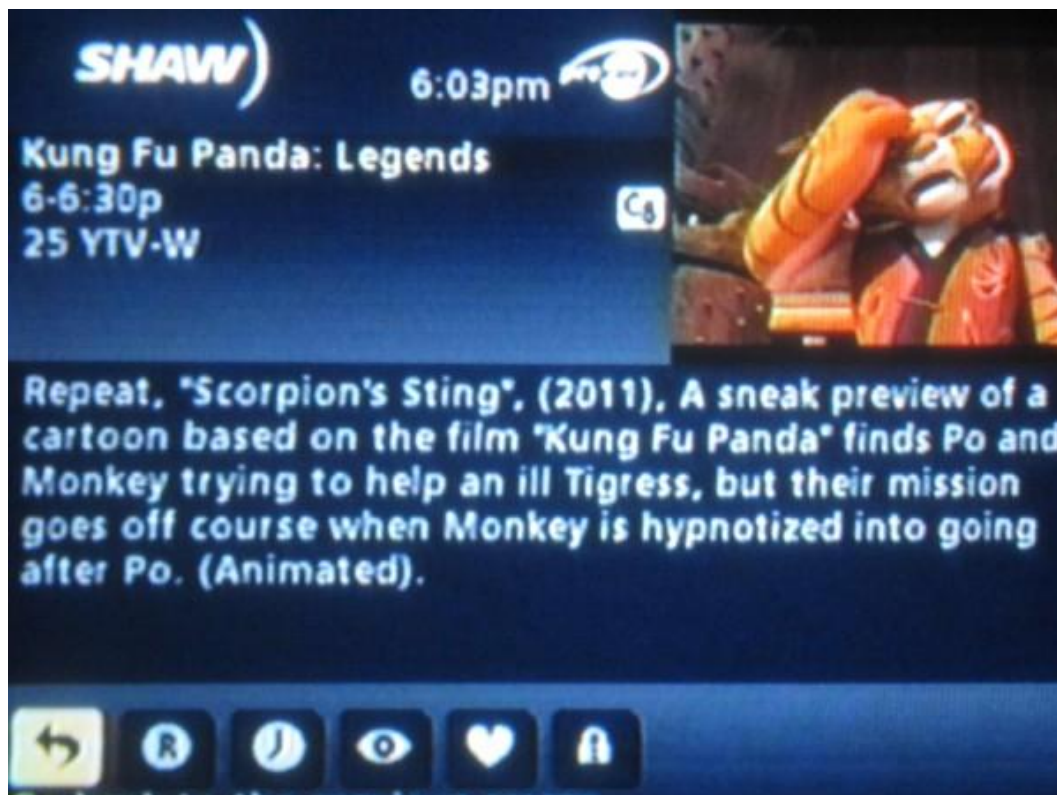 SHAW)
6:03pm
Kung Fu Panda: Legends
6-6:30p
C8
25 YTV-W
Repeat, "Scorpion's Sting", (2011), A sneak preview of a
cartoon based on the film "Kung Fu Panda" finds Po and
Monkey trying to help an ill Tigress, but their mission
goes off course when Monkey is hypnotized into going
after Po. (Animated).
R